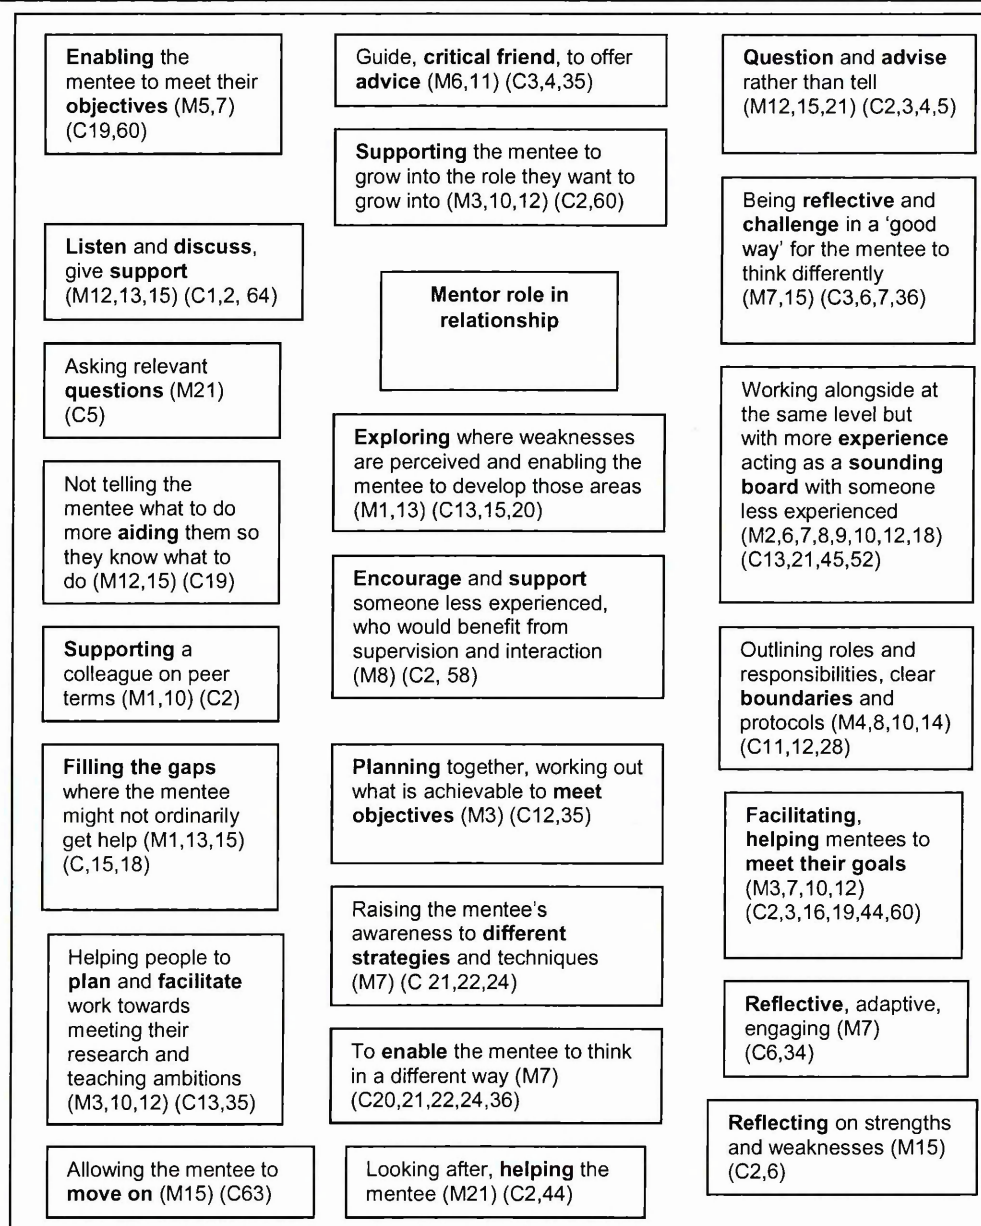 Enabling the
mentee to meet their
objectives (M5,7)
(C19,60)
Listen and discuss,
give support
(M12,13,15) (C1,2, 64)
Asking relevant
questions (M21)
(C5)
Not telling the
mentee what to do
more aiding them so
they know what to
do (M12,15) (C19)
Supporting a
colleague on peer
terms (M1,10) (C2)
Filling the gaps
where the mentee
might not ordinarily
get help (M1,13,15)
(C,15,18)
Helping people to
plan and facilitate
work towards
meeting their
research and
teaching ambitions
(M3,10,12) (C13,35)
Allowing the mentee to
move on (M15) (C63)
Guide, critical friend, to offer
advice (M6,11) (C3,4,35)
Supporting the mentee to
grow into the role they want to
grow into (M3,10,12) (C2,60)
Mentor role in
relationship
Exploring where weaknesses
are perceived and enabling the
mentee to develop those areas
(M1,13) (C13,15,20)
Encourage and support
someone less experienced,
who would benefit from
supervision and interaction
(M8) (C2, 58)
Planning together, working out
what is achievable to meet
objectives (M3) (C12,35)
Raising the mentee's
awareness to different
strategies and techniques
(M7) (C 21,22,24)
To enable the mentee to think
in a different way (M7)
(C20,21,22,24,36)
Looking after, helping the
mentee (M21) (C2,44)
Question and advise
rather than tell
(M12,15,21) (C2,3,4,5)
Being reflective and
challenge in a ‘good
way’ for the mentee to
think differently
(M7,15) (C3,6,7,36)
Working alongside at
the same level but
with more experience
acting as a sounding
board with someone
less experienced
(M2,6,7,8,9,10,12,18)
(C13,21,45,52)
Outlining roles and
responsibilities, clear
boundaries and
protocols (M4,8,10,14)
(C11,12,28)
Facilitating,
helping mentees to
meet their goals
(M3,7,10,12)
(C2,3,16,19,44,60)
Reflective, adaptive,
engaging (M7)
(C6,34)
Reflecting on strengths
and weaknesses (M15)
(C2,6)